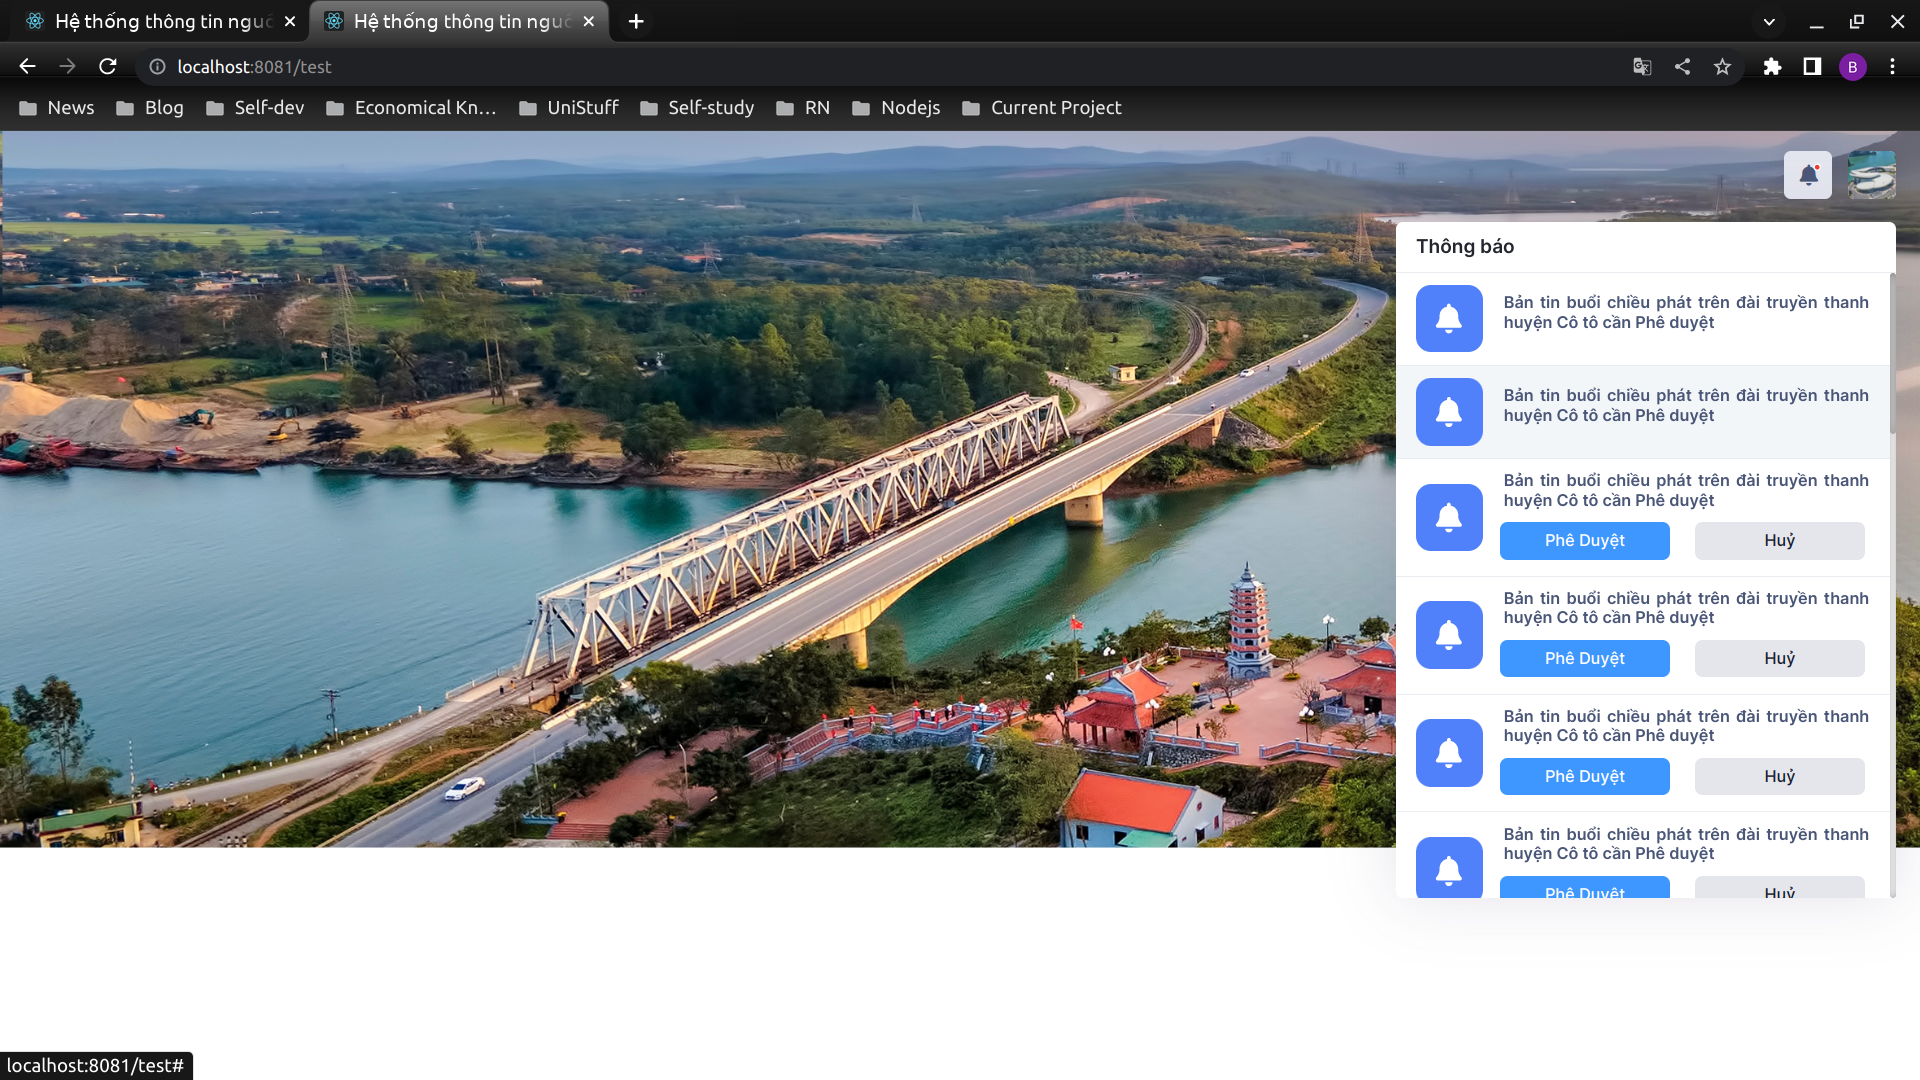 Hệ thống thông tin nguồ
Hệ thống thông tin nguồ
localhost:8081/test
B
News
Blog
Self-dev
Economical Kn...
UniStuff
Self-study
RN
Nodejs
Current Project
Thông báo
Bản tin buổi chiều phát trên đài truyền thanh
huyện Cô tô cần Phê duyệt
Bản tin buổi chiều phát trên đài truyền thanh
huyện Cô tô cần Phê duyệt
Bản tin buổi chiều phát trên đài truyền thanh
huyện Cô tô cần Phê duyệt
Phê Duyệt Huỷ
Bản tin buổi chiều phát trên đài truyền thanh
huyện Cô tô cần Phê duyệt
Phê Duyệt Huỷ
Bản tin buổi chiều phát trên đài truyền thanh
huyện Cô tô cần Phê duyệt
Phê Duyệt Huỷ
Bản tin buổi chiều phát trên đài truyền thanh
huyện Cô tô cần Phê duyệt
Phê Duyệt Huỷ
localhost:8081/test#